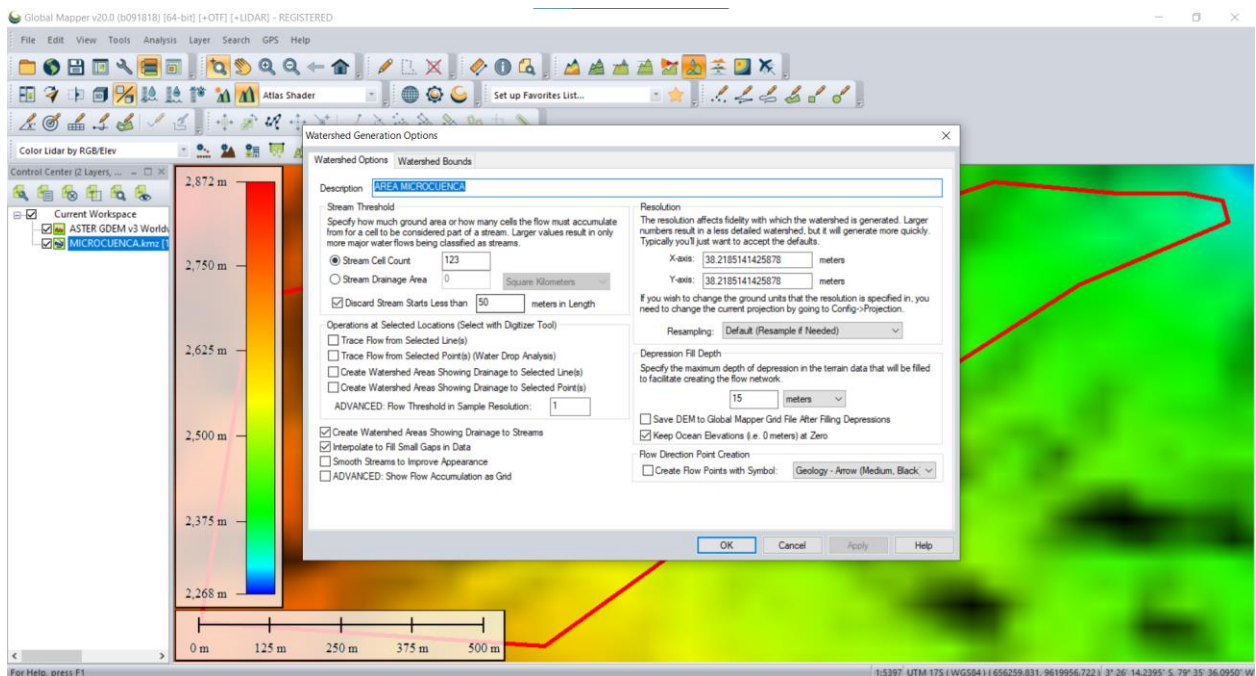 Global Mapper v20.0 (b091818) [64-bit] [+OTF] [+LIDAR] - REGISTERED
File Edit View Tools Analysis Layer Search GPS Help
Atlas Shader
Set up Favorites List...
Color Lidar by RGB/Elev
Control Center (2 Layers, ...
Current Workspace
ASTER GDEM v3 Worldw
MICROCUENCA.kmz [1
2,872 m
2,750 m
2,625 m
2,500 m
2,375 m
2,268 m
0 m 125 m 250 m 375 m 500 m
Watershed Generation Options
Watershed Options Watershed Bounds
Description AREA MICROCUENCA
Stream Threshold
Specify how much ground area or how many cells the flow must accumulate
from for a cell to be considered part of a stream. Larger values result in only
more major water flows being classified as streams.
Stream Cell Count 123
Stream Drainage Area 0 Square Kilometers
Discard Stream Starts Less than 50 meters in Length
Operations at Selected Locations (Select with Digitizer Tool)
Trace Flow from Selected Line(s)
Trace Flow from Selected Point(s) (Water Drop Analysis)
Create Watershed Areas Showing Drainage to Selected Line(s)
Create Watershed Areas Showing Drainage to Selected Point(s)
ADVANCED: Flow Threshold in Sample Resolution: 1
Create Watershed Areas Showing Drainage to Streams
Interpolate to Fill Small Gaps in Data
Smooth Streams to Improve Appearance
ADVANCED: Show Flow Accumulation as Grid
Resolution
The resolution affects fidelity with which the watershed is generated. Larger
numbers result in a less detailed watershed, but it will generate more quickly.
Typically you'll just want to accept the defaults.
X-axis: 38.2185141425878 meters
Y-axis: 38.2185141425878 meters
If you wish to change the ground units that the resolution is specified in, you
need to change the current projection by going to Config->Projection.
Resampling: Default (Resample if Needed)
Depression Fill Depth
Specify the maximum depth of depression in the terrain data that will be filled
to facilitate creating the flow network.
15 meters
Save DEM to Global Mapper Grid File After Filling Depressions
Keep Ocean Elevations (i.e. 0 meters) at Zero
Flow Direction Point Creation
Create Flow Points with Symbol: Geology - Arrow (Medium, Black)
OK Cancel Apply Help
For Help, press F1
1:5397 UTM 17S (WGS84) ( 656259.831, 9619956.722 ) 3° 26' 14.2395" S, 79° 35' 36.0950" W